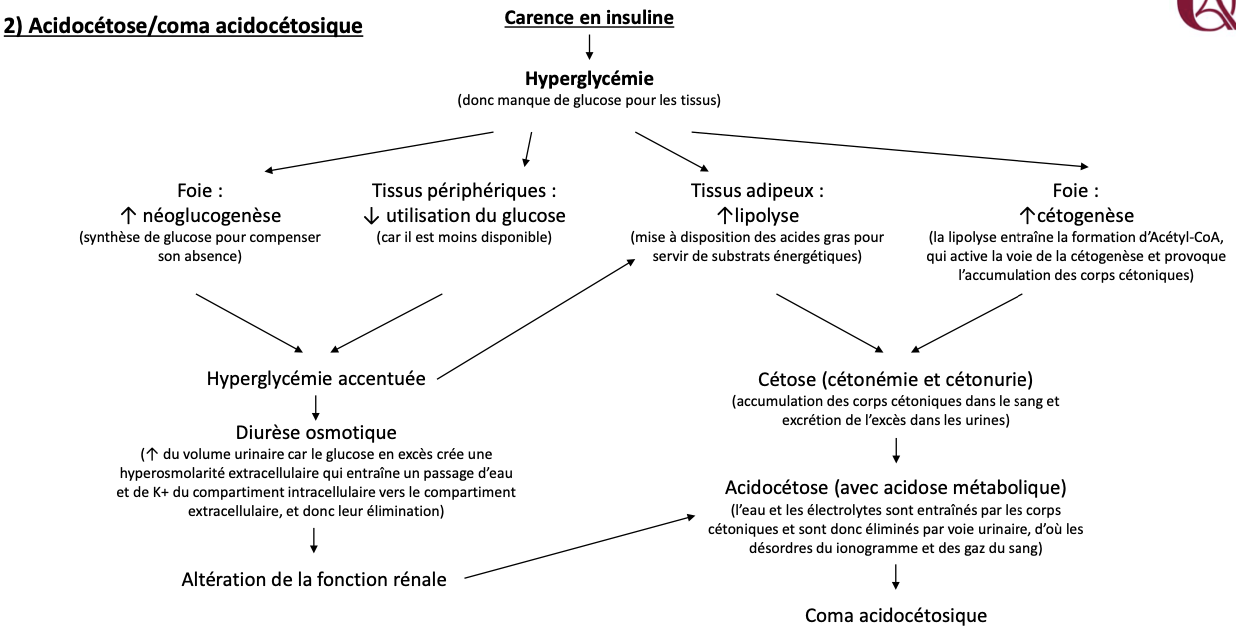 2) Acidocétose/coma acidocétosique
Carence en insuline
Hyperglycémie
(donc manque de glucose pour les tissus)
Foie :
↑ néoglucogenèse
(synthèse de glucose pour compenser
son absence)
Tissus périphériques :
↓ utilisation du glucose
(car il est moins disponible)
Tissus adipeux :
↑lipolyse
(mise à disposition des acides gras pour
servir de substrats énergétiques)
Foie :
↑cétogenèse
(la lipolyse entraîne la formation d’Acétyl-CoA,
qui active la voie de la cétogenèse et provoque
l’accumulation des corps cétoniques)
Hyperglycémie accentuée
Diurèse osmotique
(↑ du volume urinaire car le glucose en excès crée une
hyperosmolarité extracellulaire qui entraîne un passage d’eau
et de K+ du compartiment intracellulaire vers le compartiment
extracellulaire, et donc leur élimination)
Altération de la fonction rénale
Cétose (cétonémie et cétonurie)
(accumulation des corps cétoniques dans le sang et
excrétion de l’excès dans les urines)
Acidocétose (avec acidose métabolique)
(l’eau et les électrolytes sont entraînés par les corps
cétoniques et sont donc éliminés par voie urinaire, d’où les
désordres du ionogramme et des gaz du sang)
Coma acidocétosique